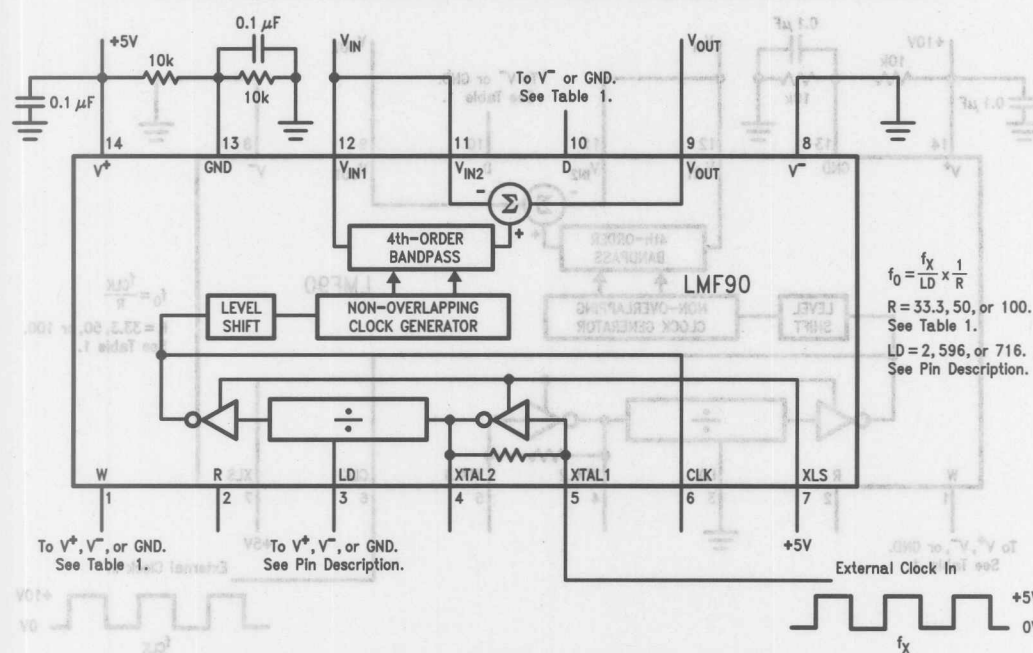 +5V
0.1 μF
V_IN
V_OUT
10k
10k
To V⁻ or GND.
See Table 1.
0.1 μF
14
13
12
11
10
9
8
V⁺
GND
V_IN1
V_IN2
D
V_OUT
V⁻
-
Σ
+
4th-ORDER
BANDPASS
LMF90
LEVEL
SHIFT
NON-OVERLAPPING
CLOCK GENERATOR
f_O = f_X/LD × 1/R
R = 33.3, 50, or 100.
See Table 1.
LD = 2, 596, or 716.
See Pin Description.
÷
W
R
LD
XTAL2
XTAL1
CLK
XLS
1
2
3
4
5
6
7
To V⁺, V⁻, or GND.
See Table 1.
To V⁺, V⁻, or GND.
See Pin Description.
+5V
External Clock In
+5V
0V
f_X